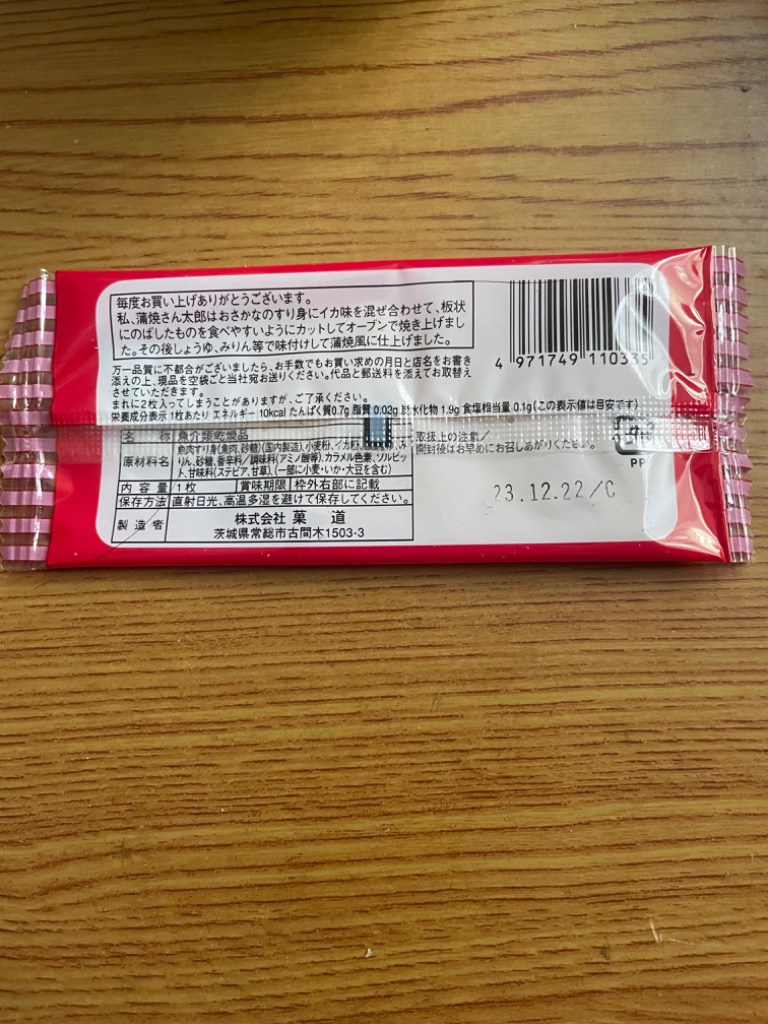 毎度お買い上げありがとうございます。
私、蒲焼さん太郎はおさかなのすり身にイカ味を混ぜ合わせて、板状
にのばしたものを食べやすいようにカットしてオーブンで焼き上げまし
た。その後しょうゆ、みりん等で味付けして蒲焼風に仕上げました。
4 971749 110335
万一品質に不都合がございましたら、お手数でもお買い求めの月日と店名をお書き
添えの上、現品を空袋ごと当社宛お送りください。代品と郵送料を添えてお取替え
させていただきます。
まれに2枚入ってしまうことがありますが、ご了承ください。
栄養成分表示 1枚あたり エネルギー 10kcal たんぱく質0.7g 脂質 0.03g 炭水化物 1.9g 食塩相当量 0.1g(この表示値は目安です)
名 称 魚介類乾製品
原材料名 魚肉すり身(魚肉、砂糖)(国内製造)、小麦粉、イカ粉、
りん、砂糖、香辛料/調味料(アミノ酸等)、カラメル色素、ソルビッ
ト、甘味料(ステビア、甘草)、(一部に小麦・いか・大豆を含む)
内 容 量 1枚 賞味期限 枠外右部に記載
保存方法 直射日光、高温多湿を避けて保存してください。
製 造 者 株式会社 菓 道
茨城県常総市古間木1503-3
取扱上の注意/
開封後はお早めにお召しあがりください。
プラ
PP
23.12.22/C